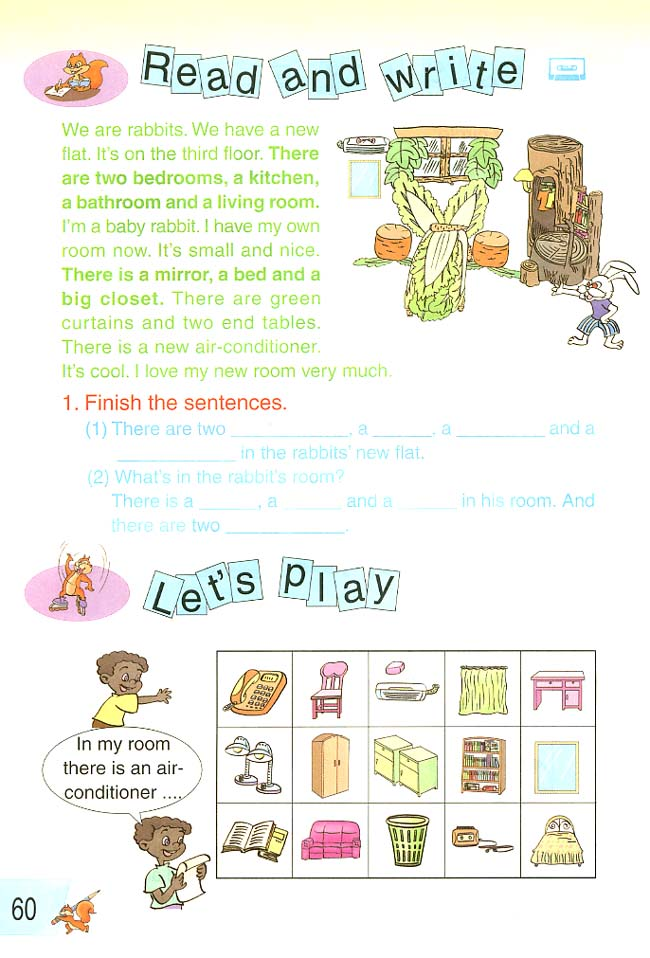 Read and write
We are rabbits. We have a new
flat. It's on the third floor. There
are two bedrooms, a kitchen,
a bathroom and a living room.
I'm a baby rabbit. I have my own
room now. It's small and nice.
There is a mirror, a bed and a
big closet. There are green
curtains and two end tables.
There is a new air-conditioner.
It's cool. I love my new room very much.
1. Finish the sentences.
(1) There are two ____________, a ______, a _________ and a
____________ in the rabbits' new flat.
(2) What's in the rabbit's room?
There is a ______, a ______ and a ______ in his room. And
there are two ____________.
Let's play
In my room
there is an air-
conditioner ....
60